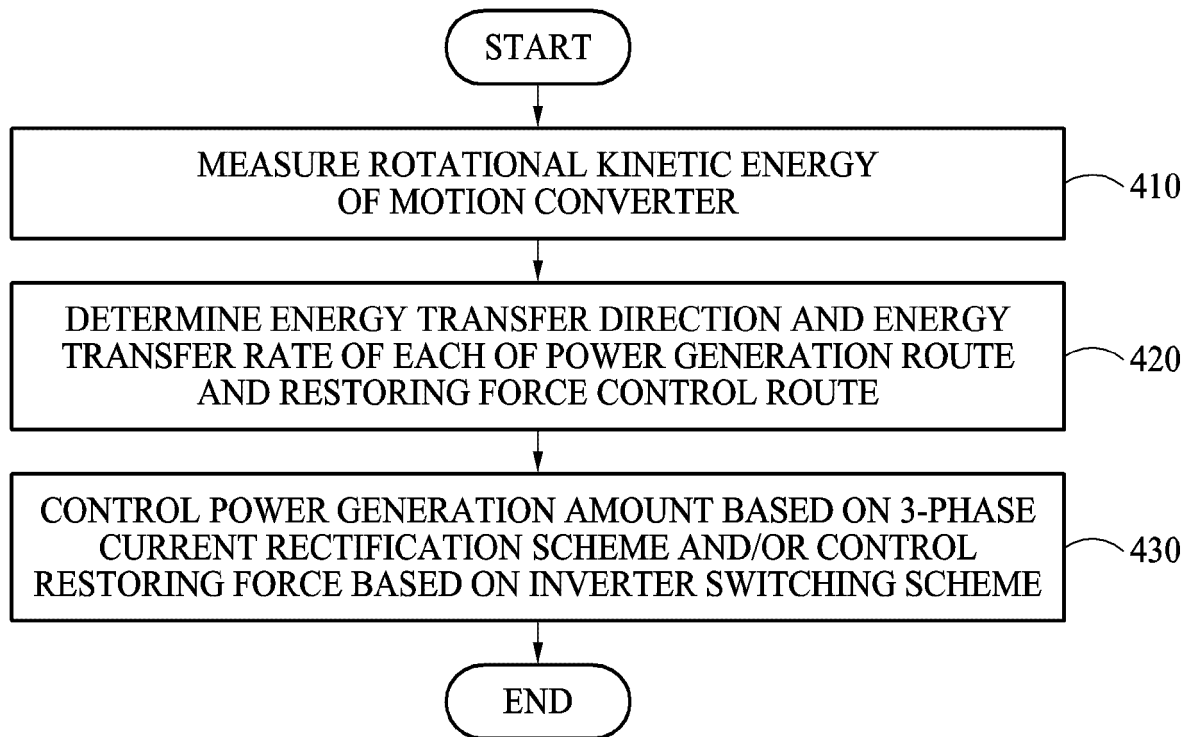 START
MEASURE ROTATIONAL KINETIC ENERGY
OF MOTION CONVERTER
410
DETERMINE ENERGY TRANSFER DIRECTION AND ENERGY
TRANSFER RATE OF EACH OF POWER GENERATION ROUTE
AND RESTORING FORCE CONTROL ROUTE
420
CONTROL POWER GENERATION AMOUNT BASED ON 3-PHASE
CURRENT RECTIFICATION SCHEME AND/OR CONTROL
RESTORING FORCE BASED ON INVERTER SWITCHING SCHEME
430
END